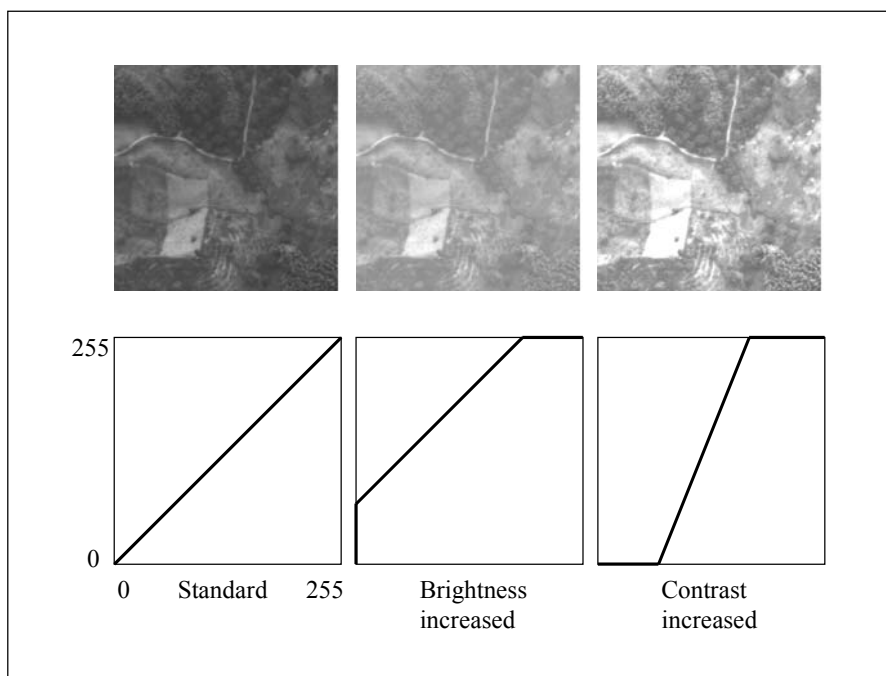 255
0
0 Standard 255
Brightness
increased
Contrast
increased